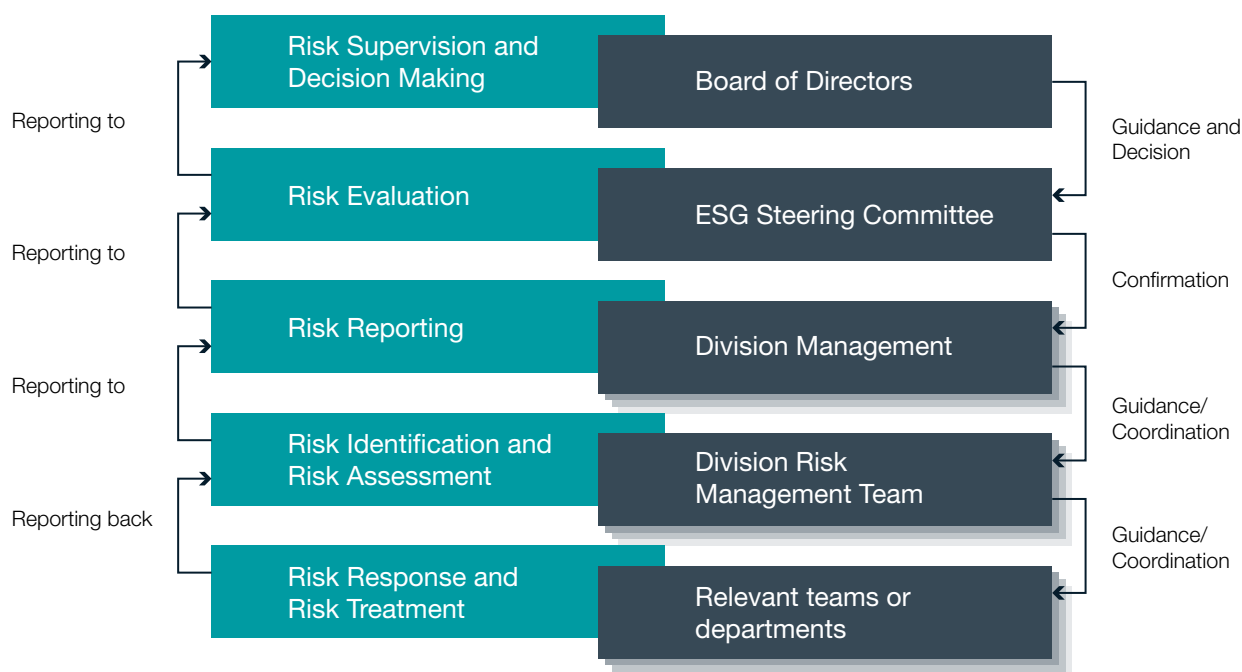 Risk Supervision and
Decision Making
Board of Directors
Reporting to
Guidance and
Decision
Risk Evaluation
ESG Steering Committee
Reporting to
Confirmation
Risk Reporting
Division Management
Reporting to
Guidance/
Coordination
Risk Identification and
Risk Assessment
Division Risk
Management Team
Reporting back
Guidance/
Coordination
Risk Response and
Risk Treatment
Relevant teams or
departments